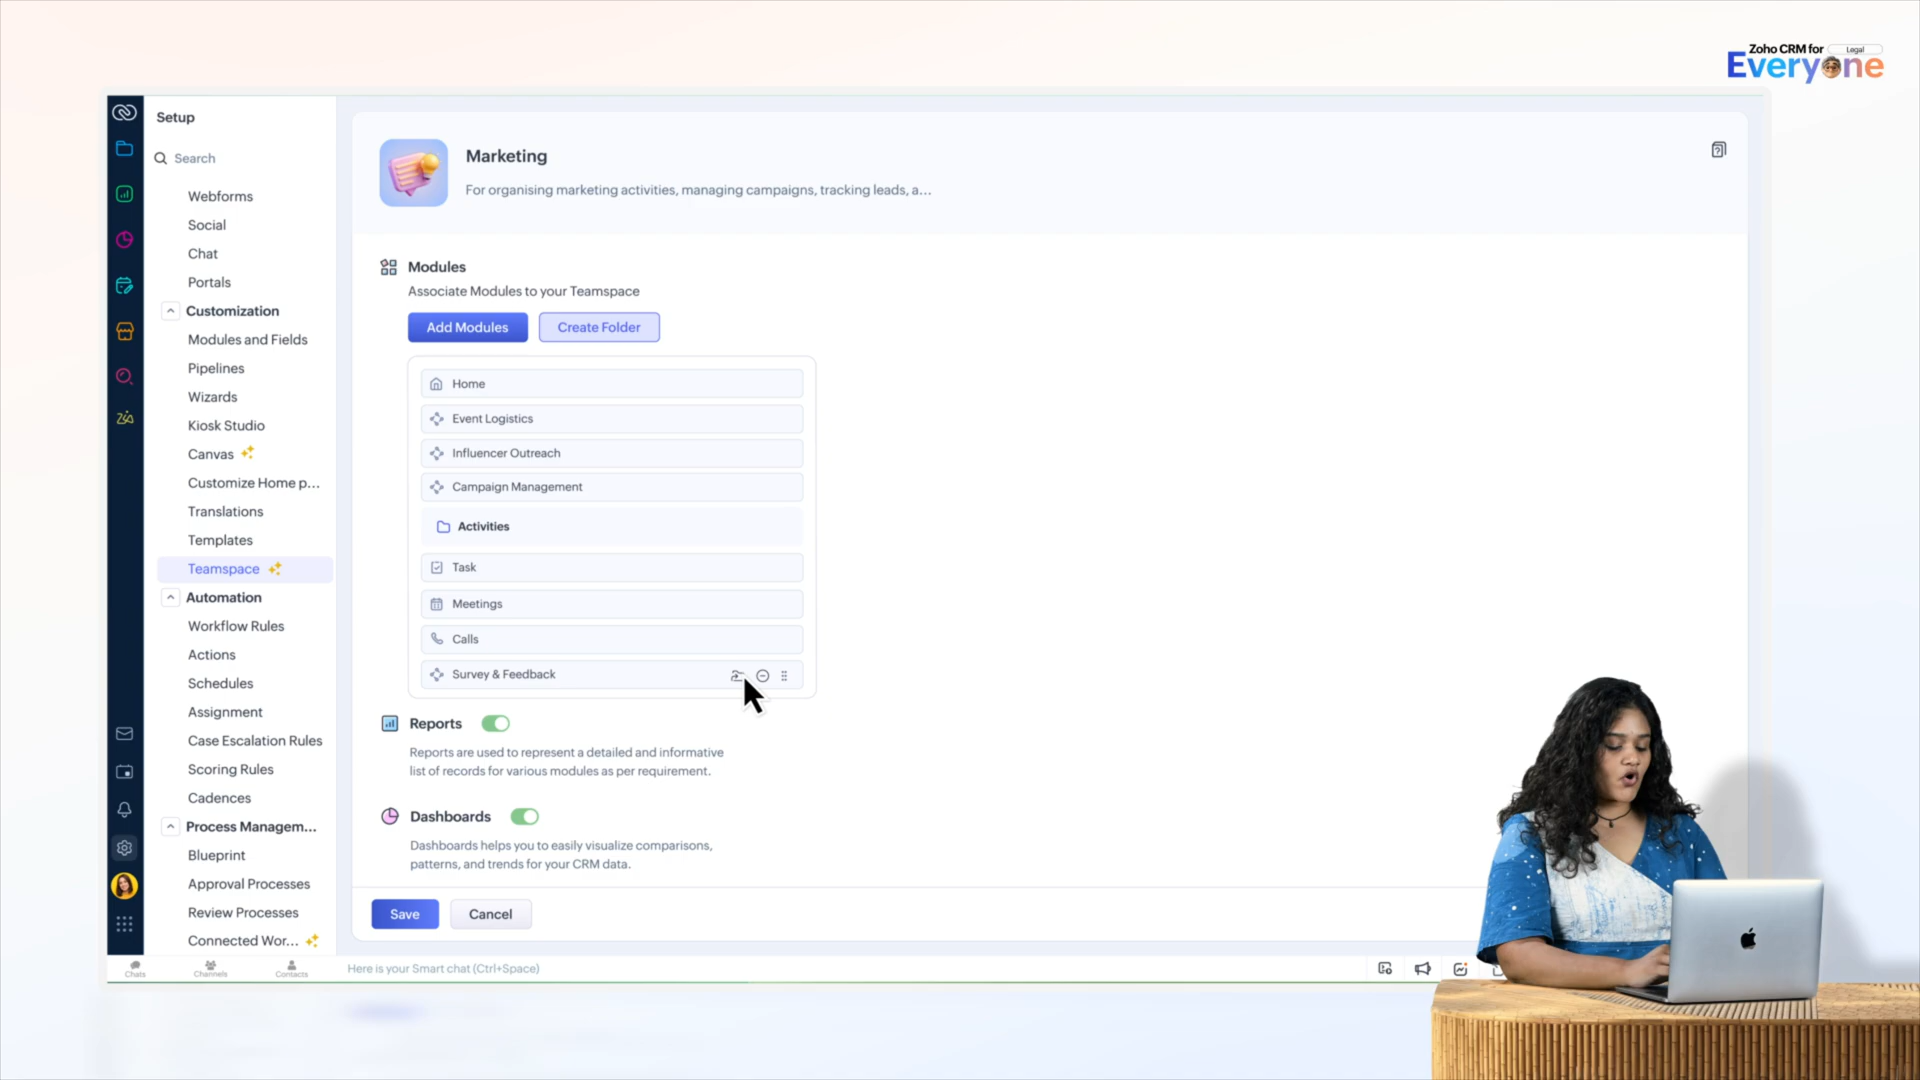 Zoho CRM for Legal
Everyone
Setup
Search
Webforms
Social
Chat
Portals
Customization
Modules and Fields
Pipelines
Wizards
Kiosk Studio
Canvas
Customize Home p...
Translations
Templates
Teamspace
Automation
Workflow Rules
Actions
Schedules
Assignment
Case Escalation Rules
Scoring Rules
Cadences
Process Managem...
Blueprint
Approval Processes
Review Processes
Connected Wor...
Marketing
For organising marketing activities, managing campaigns, tracking leads, a...
Modules
Associate Modules to your Teamspace
Add Modules
Create Folder
Home
Event Logistics
Influencer Outreach
Campaign Management
Activities
Task
Meetings
Calls
Survey & Feedback
Reports
Reports are used to represent a detailed and informative
list of records for various modules as per requirement.
Dashboards
Dashboards helps you to easily visualize comparisons,
patterns, and trends for your CRM data.
Save
Cancel
Chats
Channels
Contacts
Here is your Smart chat (Ctrl+Space)